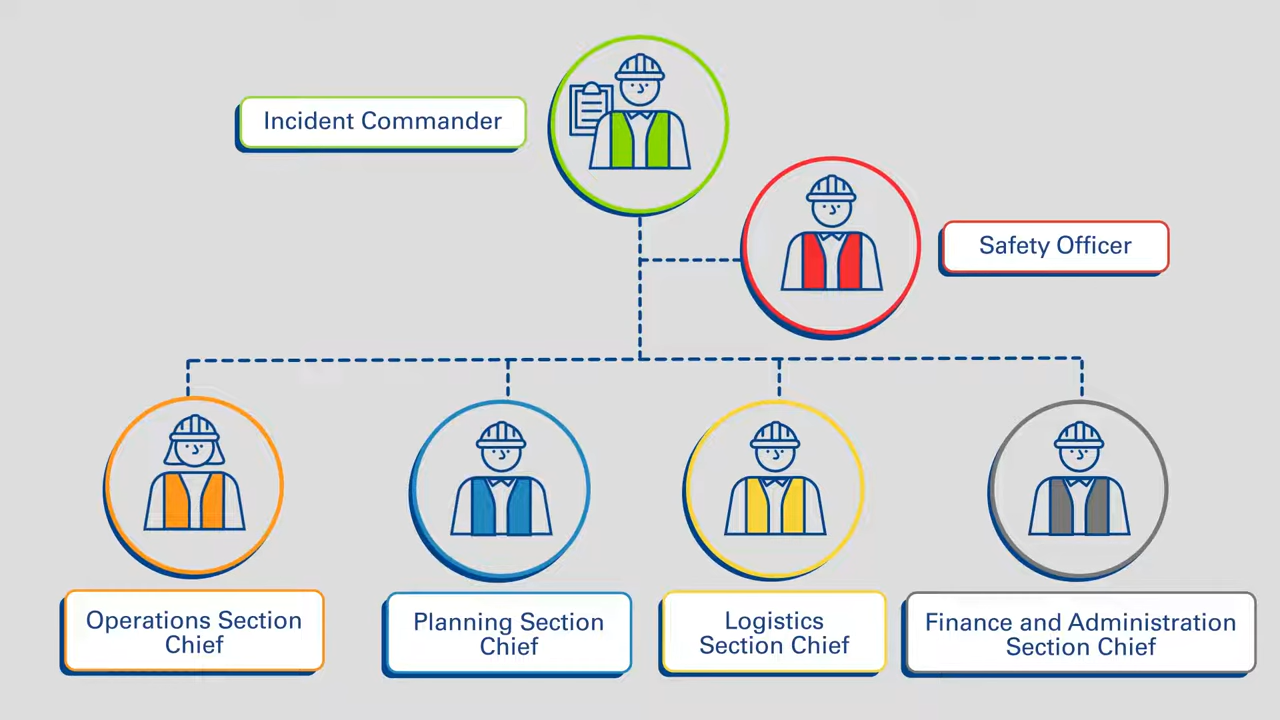 Incident Commander
Safety Officer
Operations Section
Chief
Planning Section
Chief
Logistics
Section Chief
Finance and Administration
Section Chief